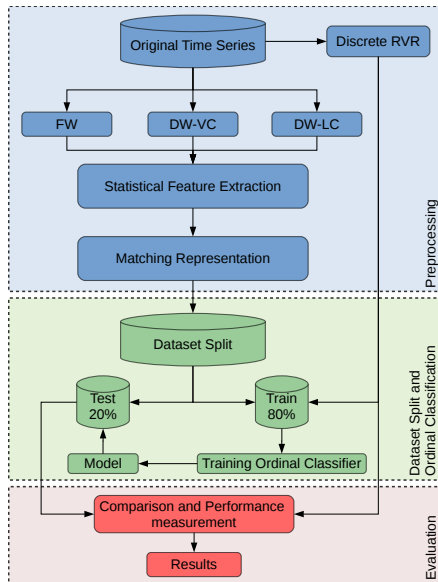 Original Time Series
Discrete RVR
FW
DW-VC
DW-LC
Statistical Feature Extraction
Matching Representation
Preprocessing
Dataset Split
Test
20%
Train
80%
Model
Training Ordinal Classifier
Dataset Split and
Ordinal Classification
Comparison and Performance
measurement
Results
Evaluation